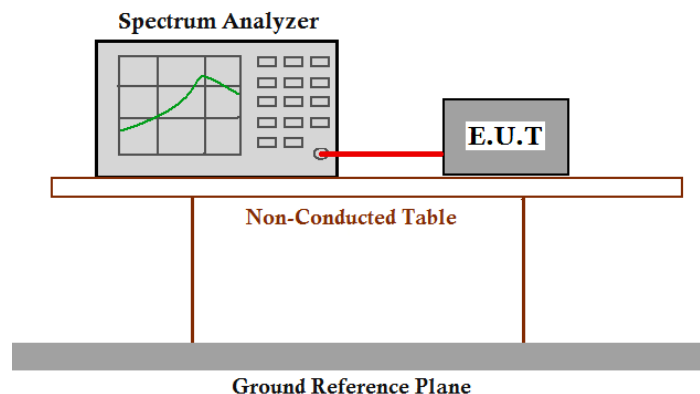 Spectrum Analyzer
E.U.T
Non-Conducted Table
Ground Reference Plane